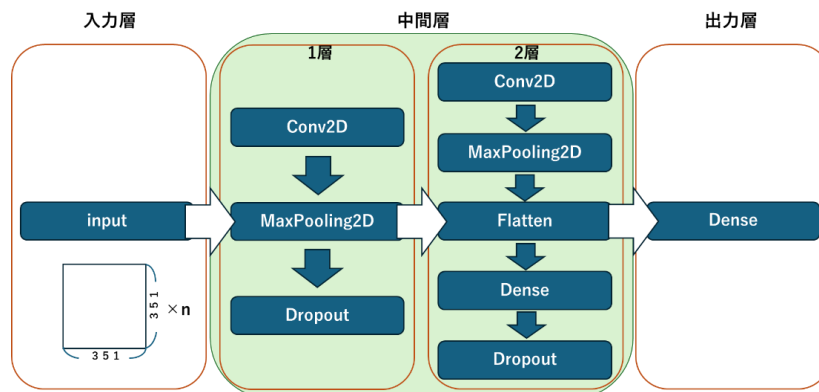 入力層
中間層
出力層
1層
2層
Conv2D
Conv2D
MaxPooling2D
input
MaxPooling2D
Flatten
Dense
351
×n
351
Dropout
Dense
Dropout